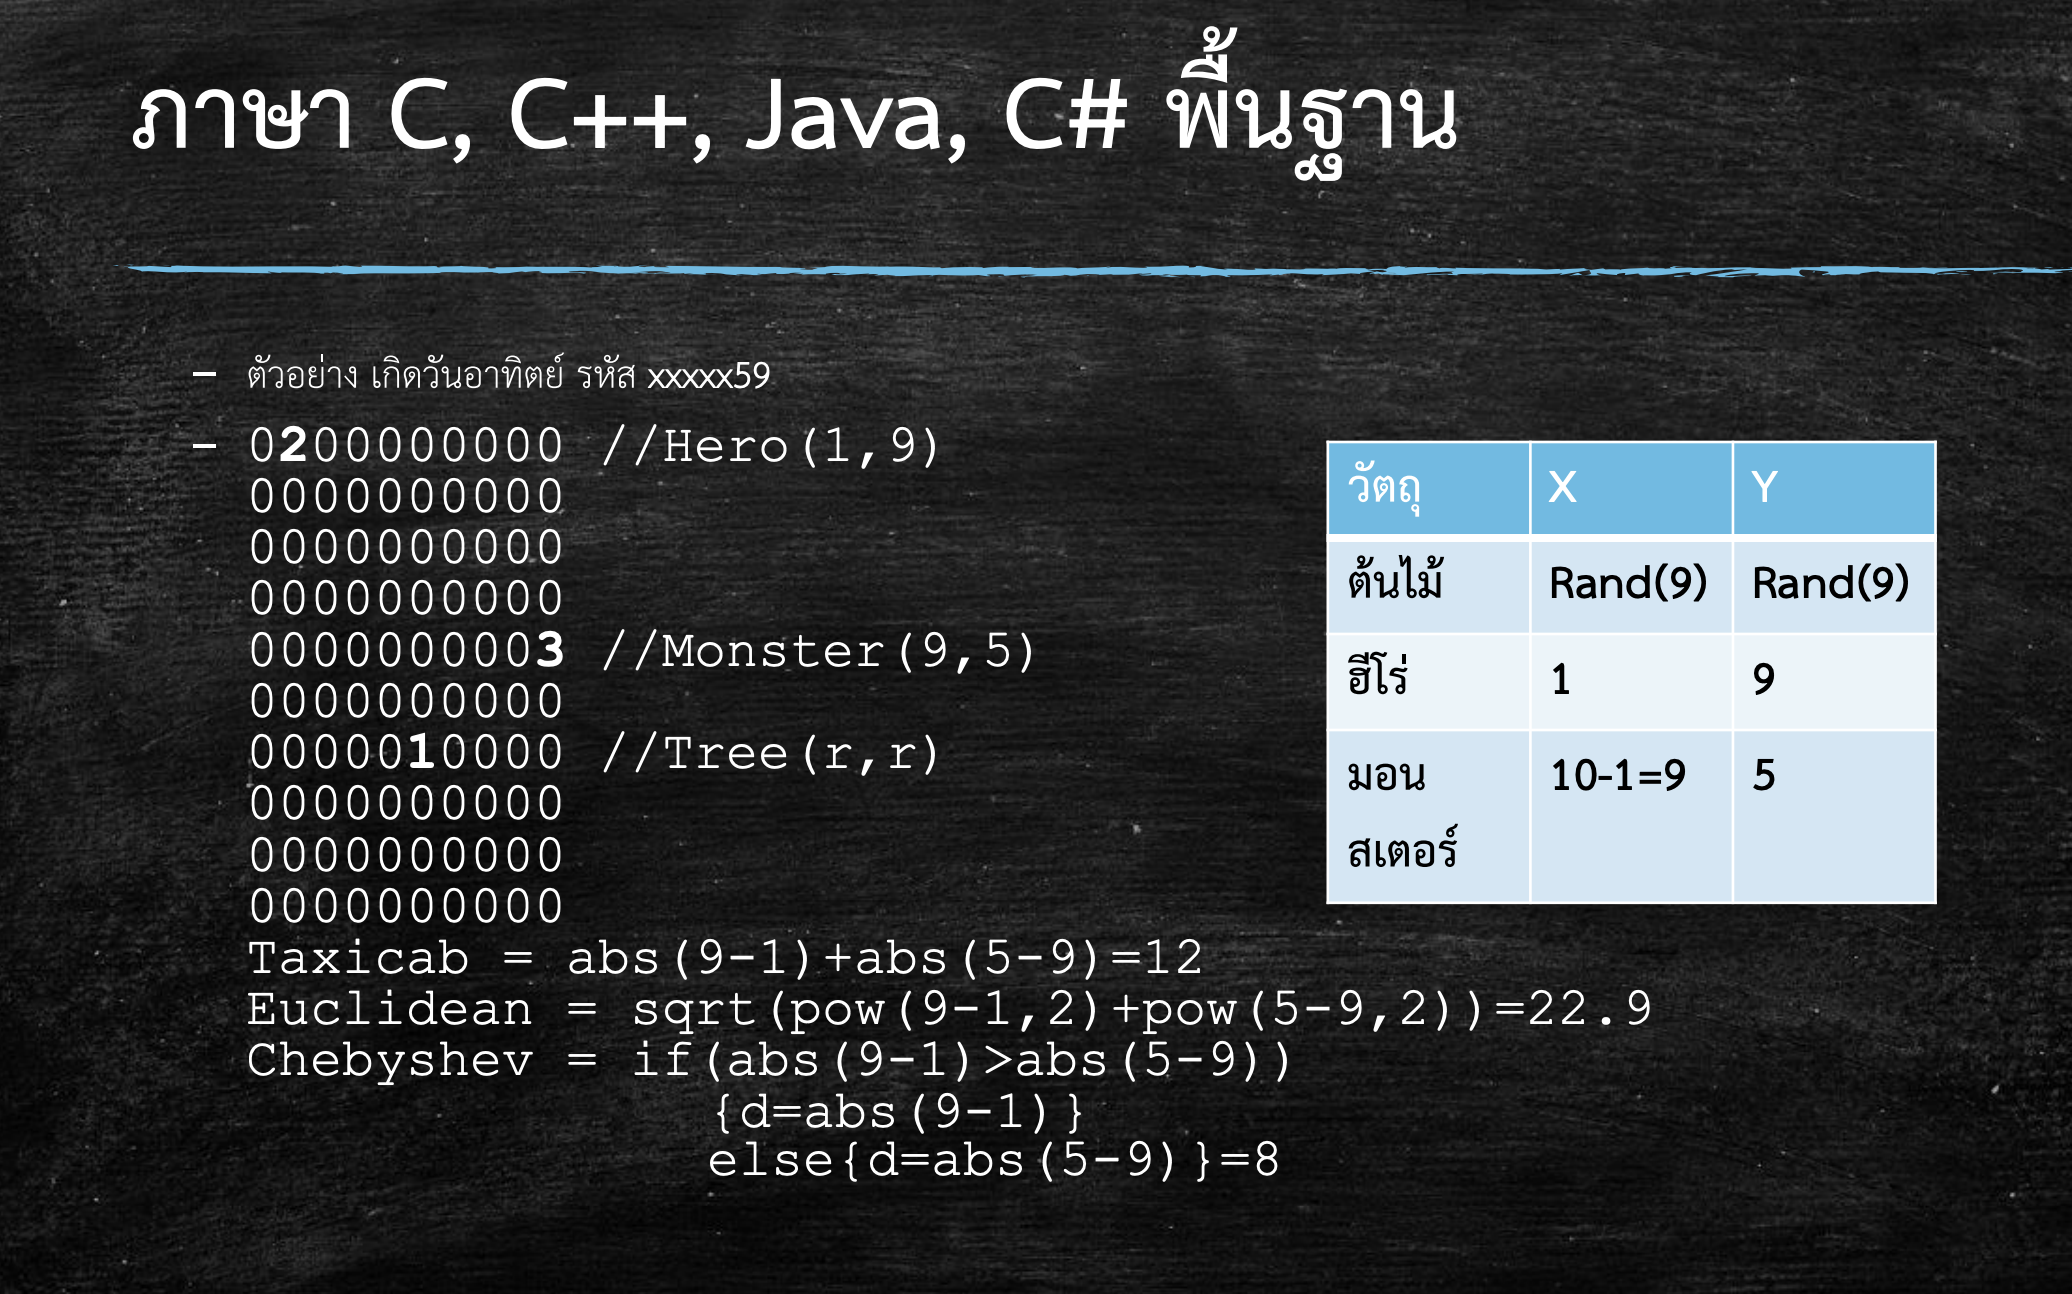 ภาษา C, C++, Java, C# พื้นฐาน
– ตัวอย่าง เกิดวันอาทิตย์ รหัส xxxxx59
– 0200000000 //Hero(1,9)
0000000000
0000000000
0000000000
0000000003 //Monster(9,5)
0000000000
0000010000 //Tree(r,r)
0000000000
0000000000
0000000000
Taxicab = abs(9-1)+abs(5-9)=12
Euclidean = sqrt(pow(9-1,2)+pow(5-9,2))=22.9
Chebyshev = if(abs(9-1)>abs(5-9))
{d=abs(9-1)}
else{d=abs(5-9)}=8
วัตถุ X Y
ต้นไม้ Rand(9) Rand(9)
ฮีโร่ 1 9
มอน 10-1=9 5
สเตอร์